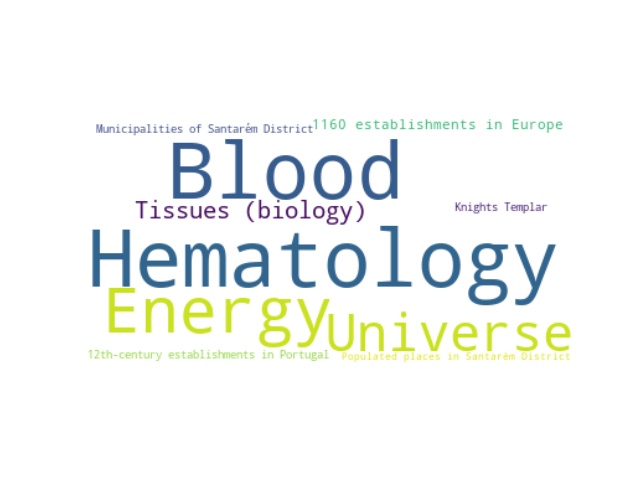 Municipalities of Santarém District
1160 establishments in Europe
Blood
Tissues (biology)
Knights Templar
Hematology
Energy
Universe
12th-century establishments in Portugal
Populated places in Santarém District